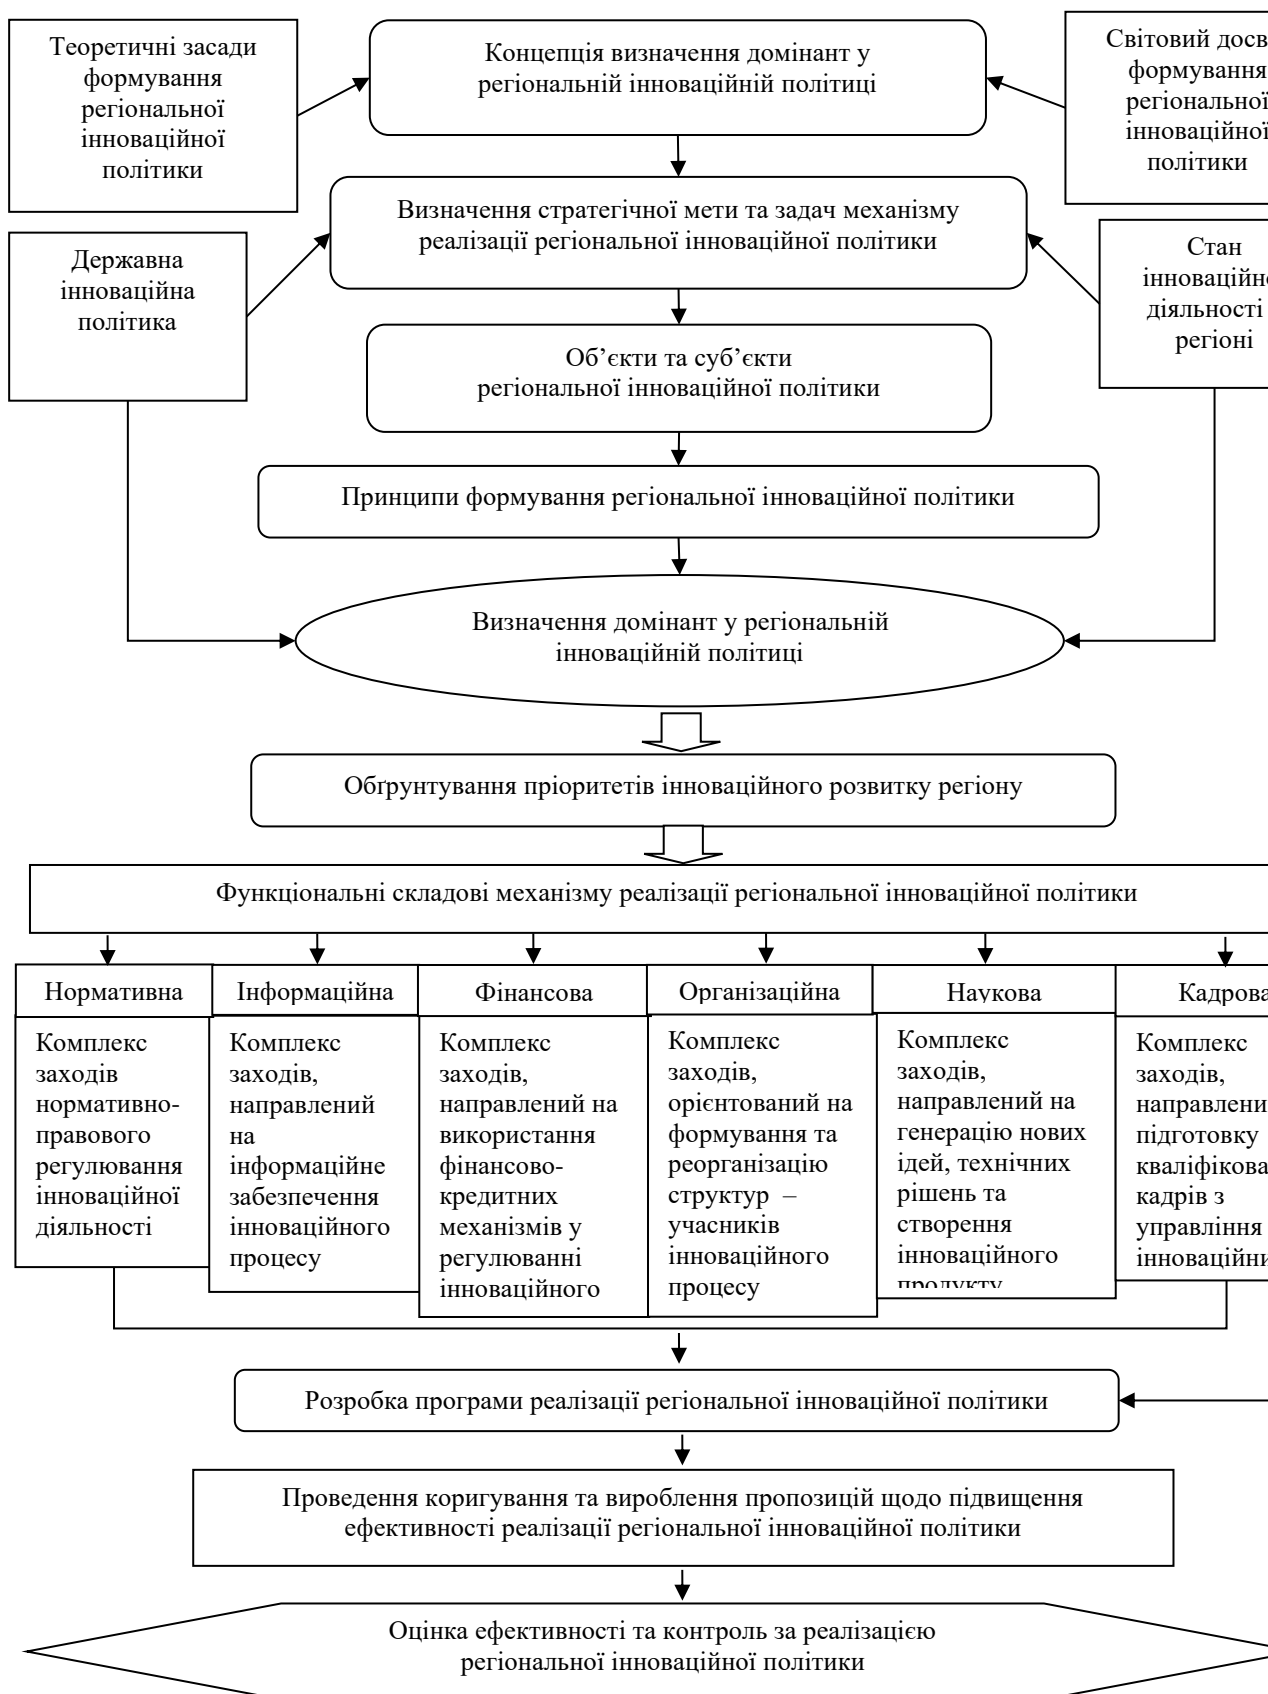 Теоретичні засади
формування
регіональної
інноваційної
політики
Концепція визначення домінант у
регіональній інноваційній політиці
Світовий
формування
регіональної
інноваційної
політики
Визначення стратегічної мети та задач механізму
реалізації регіональної інноваційної політики
Державна
інноваційна
політика
Стан
діяльності
регіоні
Об’єкти та суб’єкти
регіональної інноваційної політики
Принципи формування регіональної інноваційної політики
Визначення домінант у регіональній
інноваційній політиці
Обґрунтування пріоритетів інноваційного розвитку регіону
Функціональні складові механізму реалізації регіональної інноваційної політики
Нормативна
Інформаційна
Фінансова
Організаційна
Наукова
Кадрова
Комплекс
заходів
нормативно-
правового
регулювання
інноваційної
діяльності
Комплекс
заходів,
направлений
на
інформаційне
забезпечення
інноваційного
процесу
Комплекс
заходів,
направлений на
використання
фінансово-
кредитних
механізмів у
регулюванні
інноваційного
Комплекс
заходів,
орієнтований на
формування та
реорганізацію
структур –
учасників
інноваційного
процесу
Комплекс
заходів,
направлений на
генерацію нових
ідей, технічних
рішень та
створення
інноваційного
продукту
Комплекс
заходів,
підготовку
кадрів з
управління
Розробка програми реалізації регіональної інноваційної політики
Проведення коригування та вироблення пропозицій щодо підвищення
ефективності реалізації регіональної інноваційної політики
Оцінка ефективності та контроль за реалізацією
регіональної інноваційної політики